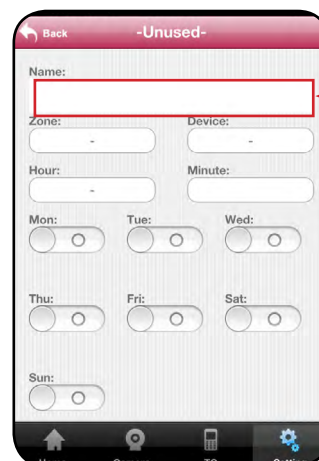 Back -Unused-
Name:
Zone: Device:
- -
Hour: Minute:
-
Mon: Tue: Wed:
Thu: Fri: Sat:
Sun: